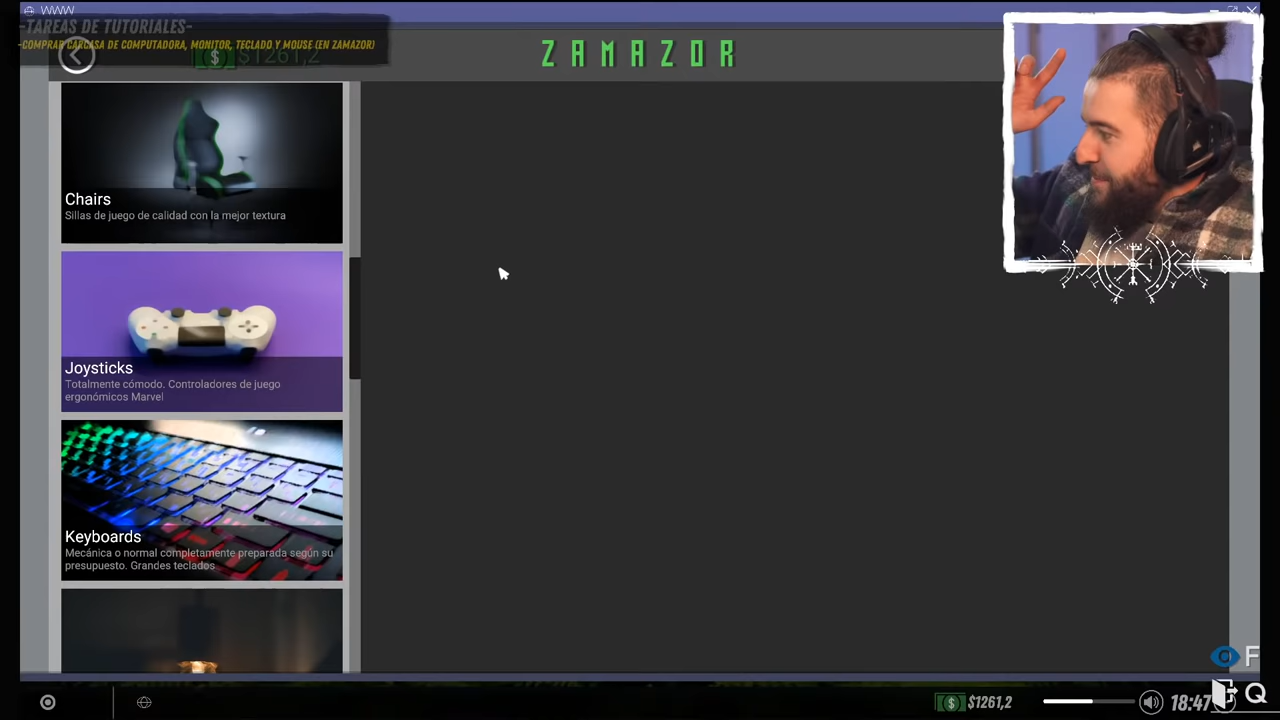 WWW
-TAREAS DE TUTORIALES-
-COMPRAR CARCASA DE COMPUTADORA, MONITOR, TECLADO Y MOUSE (EN ZAMAZOR)
$ $1261,2
ZAMAZOR
Chairs
Sillas de juego de calidad con la mejor textura
Joysticks
Totalmente cómodo. Controladores de juego
ergonómicos Marvel
Keyboards
Mecánica o normal completamente preparada según su
presupuesto. Grandes teclados
F
$ $1261,2
18:47
Q